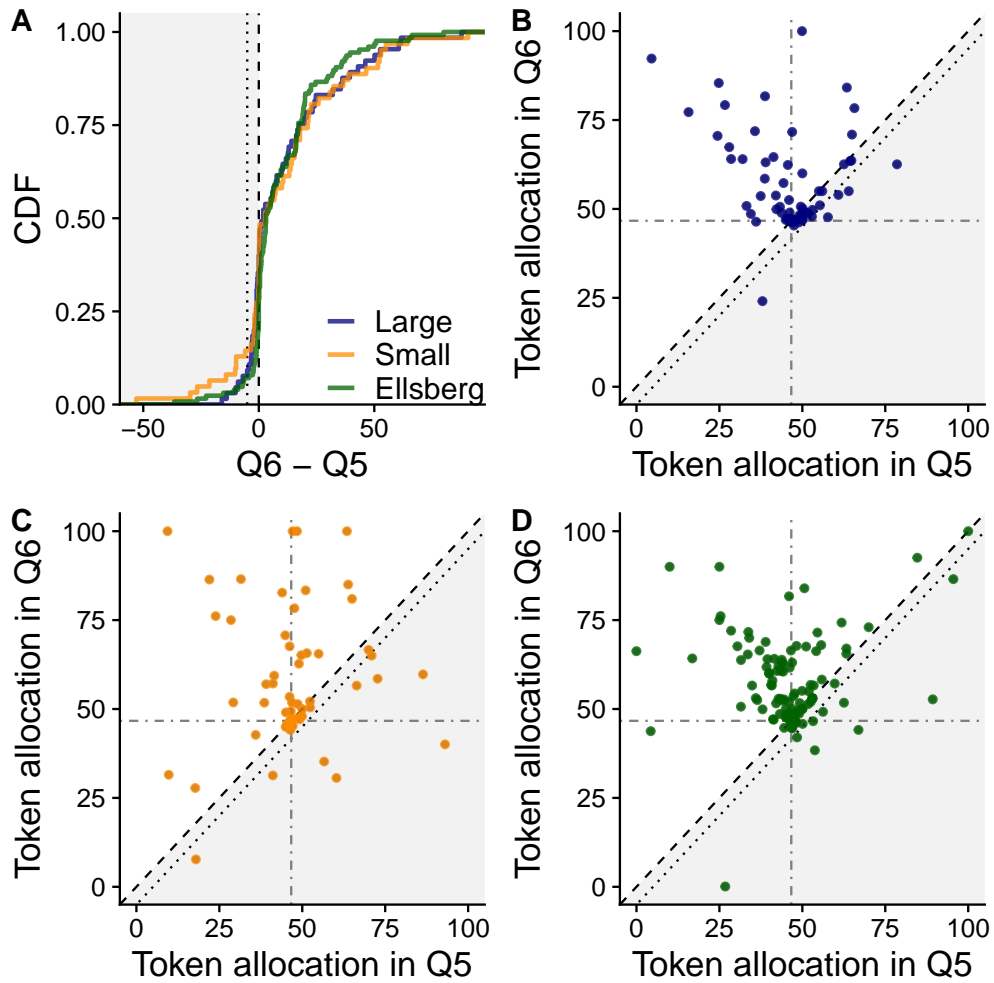 A
CDF
1.00
0.75
0.50
0.25
0.00
Large
Small
Ellsberg
−50
0
50
Q6 − Q5
B
Token allocation in Q6
100
75
50
25
0
0
25
50
75
100
Token allocation in Q5
C
Token allocation in Q6
100
75
50
25
0
0
25
50
75
100
Token allocation in Q5
D
Token allocation in Q6
100
75
50
25
0
0
25
50
75
100
Token allocation in Q5